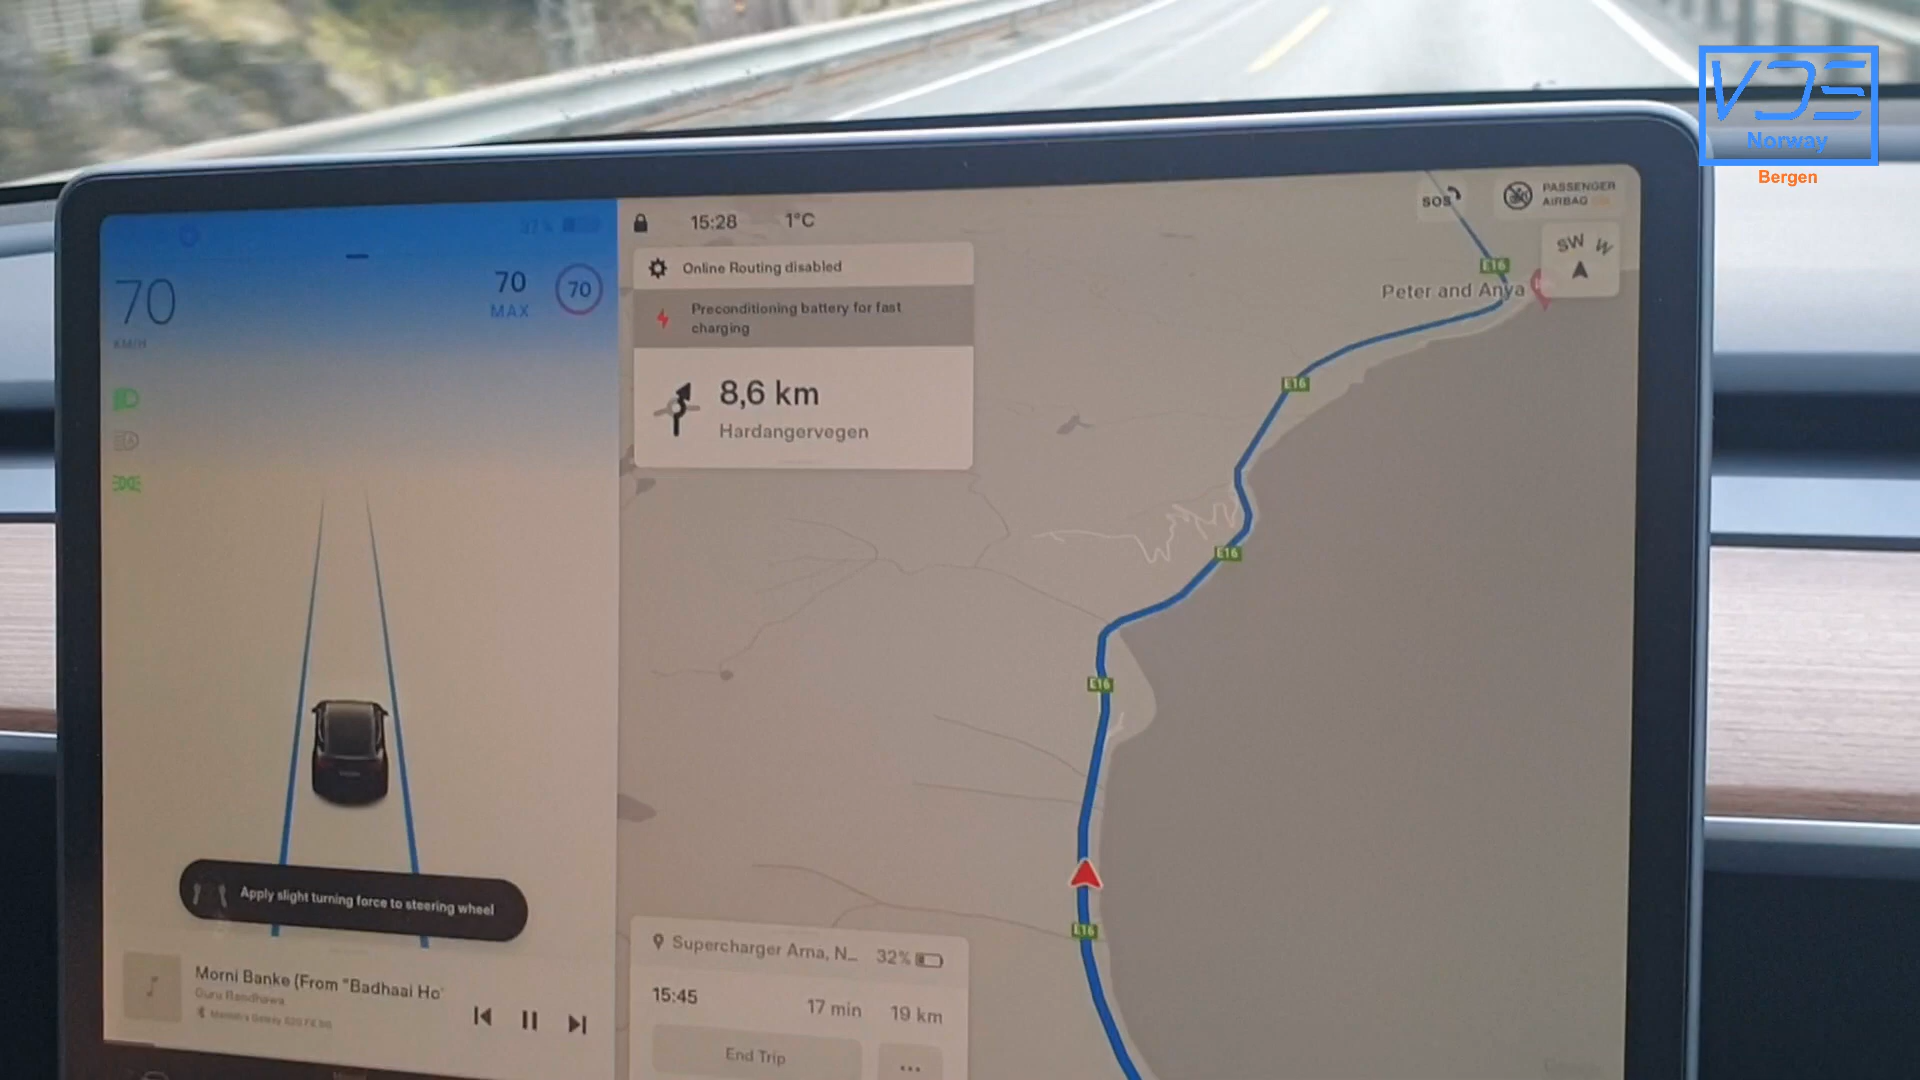 VDE
Norway
Bergen
37%
70
KM/H
70
MAX
70
15:28
1°C
SOS
PASSENGER
AIRBAG
SW W
Online Routing disabled
Preconditioning battery for fast
charging
8,6 km
Hardangervegen
E16
Peter and Anya
E16
E16
E16
E16
Apply slight turning force to steering wheel
Morni Banke (From "Badhaai Ho"
Guru Randhawa
Supercharger Arna, N...
32%
15:45
17 min
19 km
End Trip
...